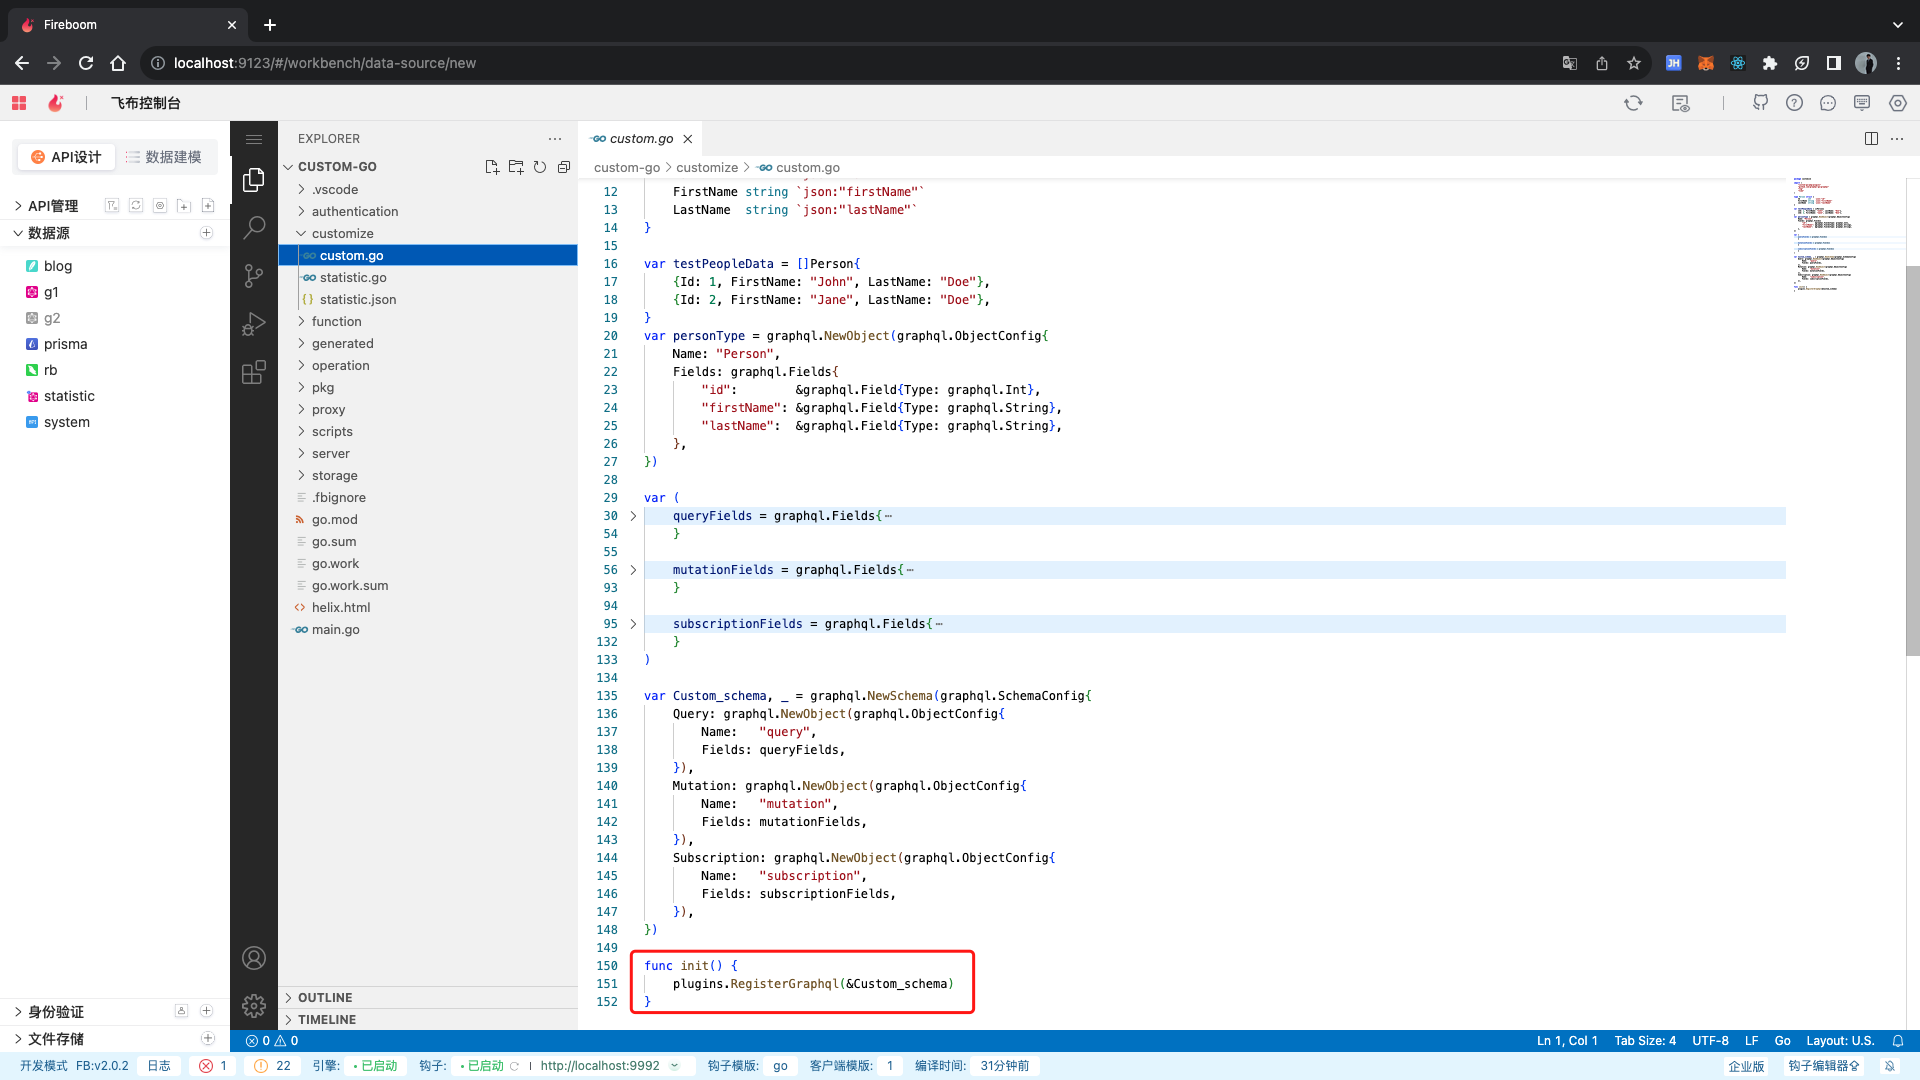 Fireboom
localhost:9123/#/workbench/data-source/new
JH
飞布控制台
API设计
数据建模
API管理
数据源
blog
g1
g2
prisma
rb
statistic
system
身份验证
文件存储
EXPLORER
CUSTOM-GO
.vscode
authentication
customize
custom.go
statistic.go
statistic.json
function
generated
operation
pkg
proxy
scripts
server
storage
.fbignore
go.mod
go.sum
go.work
go.work.sum
helix.html
main.go
OUTLINE
TIMELINE
custom.go
custom-go > customize > custom.go
12 FirstName string `json:"firstName"`
13 LastName string `json:"lastName"`
14 }
15
16 var testPeopleData = []Person{
17 {Id: 1, FirstName: "John", LastName: "Doe"},
18 {Id: 2, FirstName: "Jane", LastName: "Doe"},
19 }
20 var personType = graphql.NewObject(graphql.ObjectConfig{
21 Name: "Person",
22 Fields: graphql.Fields{
23 "id": &graphql.Field{Type: graphql.Int},
24 "firstName": &graphql.Field{Type: graphql.String},
25 "lastName": &graphql.Field{Type: graphql.String},
26 },
27 })
28
29 var (
30 queryFields = graphql.Fields{⋯
54 }
55
56 mutationFields = graphql.Fields{⋯
93 }
94
95 subscriptionFields = graphql.Fields{⋯
132 }
133 )
134
135 var Custom_schema, _ = graphql.NewSchema(graphql.SchemaConfig{
136 Query: graphql.NewObject(graphql.ObjectConfig{
137 Name: "query",
138 Fields: queryFields,
139 }),
140 Mutation: graphql.NewObject(graphql.ObjectConfig{
141 Name: "mutation",
142 Fields: mutationFields,
143 }),
144 Subscription: graphql.NewObject(graphql.ObjectConfig{
145 Name: "subscription",
146 Fields: subscriptionFields,
147 }),
148 })
149
150 func init() {
151 plugins.RegisterGraphql(&Custom_schema)
152 }
0 0
Ln 1, Col 1 Tab Size: 4 UTF-8 LF Go Layout: U.S.
开发模式 FB:v2.0.2 日志 1 22 引擎: 已启动 钩子: 已启动 http://localhost:9992 钩子模版: go 客户端模版: 1 编译时间: 31分钟前 企业版 钩子编辑器